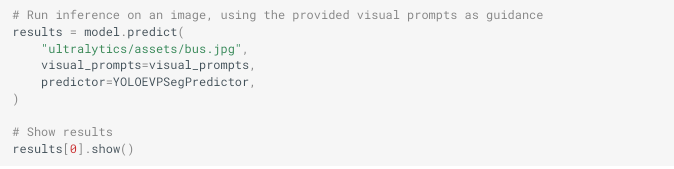 # Run inference on an image, using the provided visual prompts as guidance
results = model.predict(
    "ultralytics/assets/bus.jpg",
    visual_prompts=visual_prompts,
    predictor=YOLOEVPSegPredictor,
)

# Show results
results[0].show()